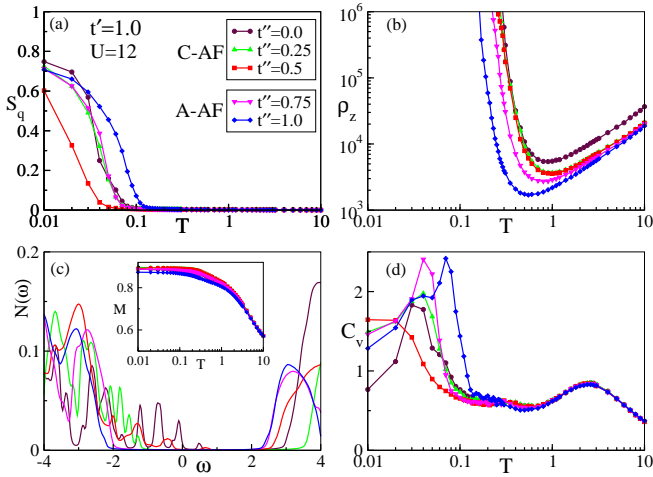 (a)
t′=1.0
U=12
C-AF
t″=0.0
t″=0.25
t″=0.5
A-AF
t″=0.75
t″=1.0
S_q
1
0.8
0.6
0.4
0.2
0
0.01 0.1 1 10
T
(b)
ρ_z
10^6
10^5
10^4
10^3
0.01 0.1 1 10
T
(c)
N(ω)
0.2
0.1
0
-4 -2 0 2 4
ω
M
0.8
0.6
0.01 0.1 1 10
T
(d)
C_v
2
1
0
0.01 0.1 1 10
T